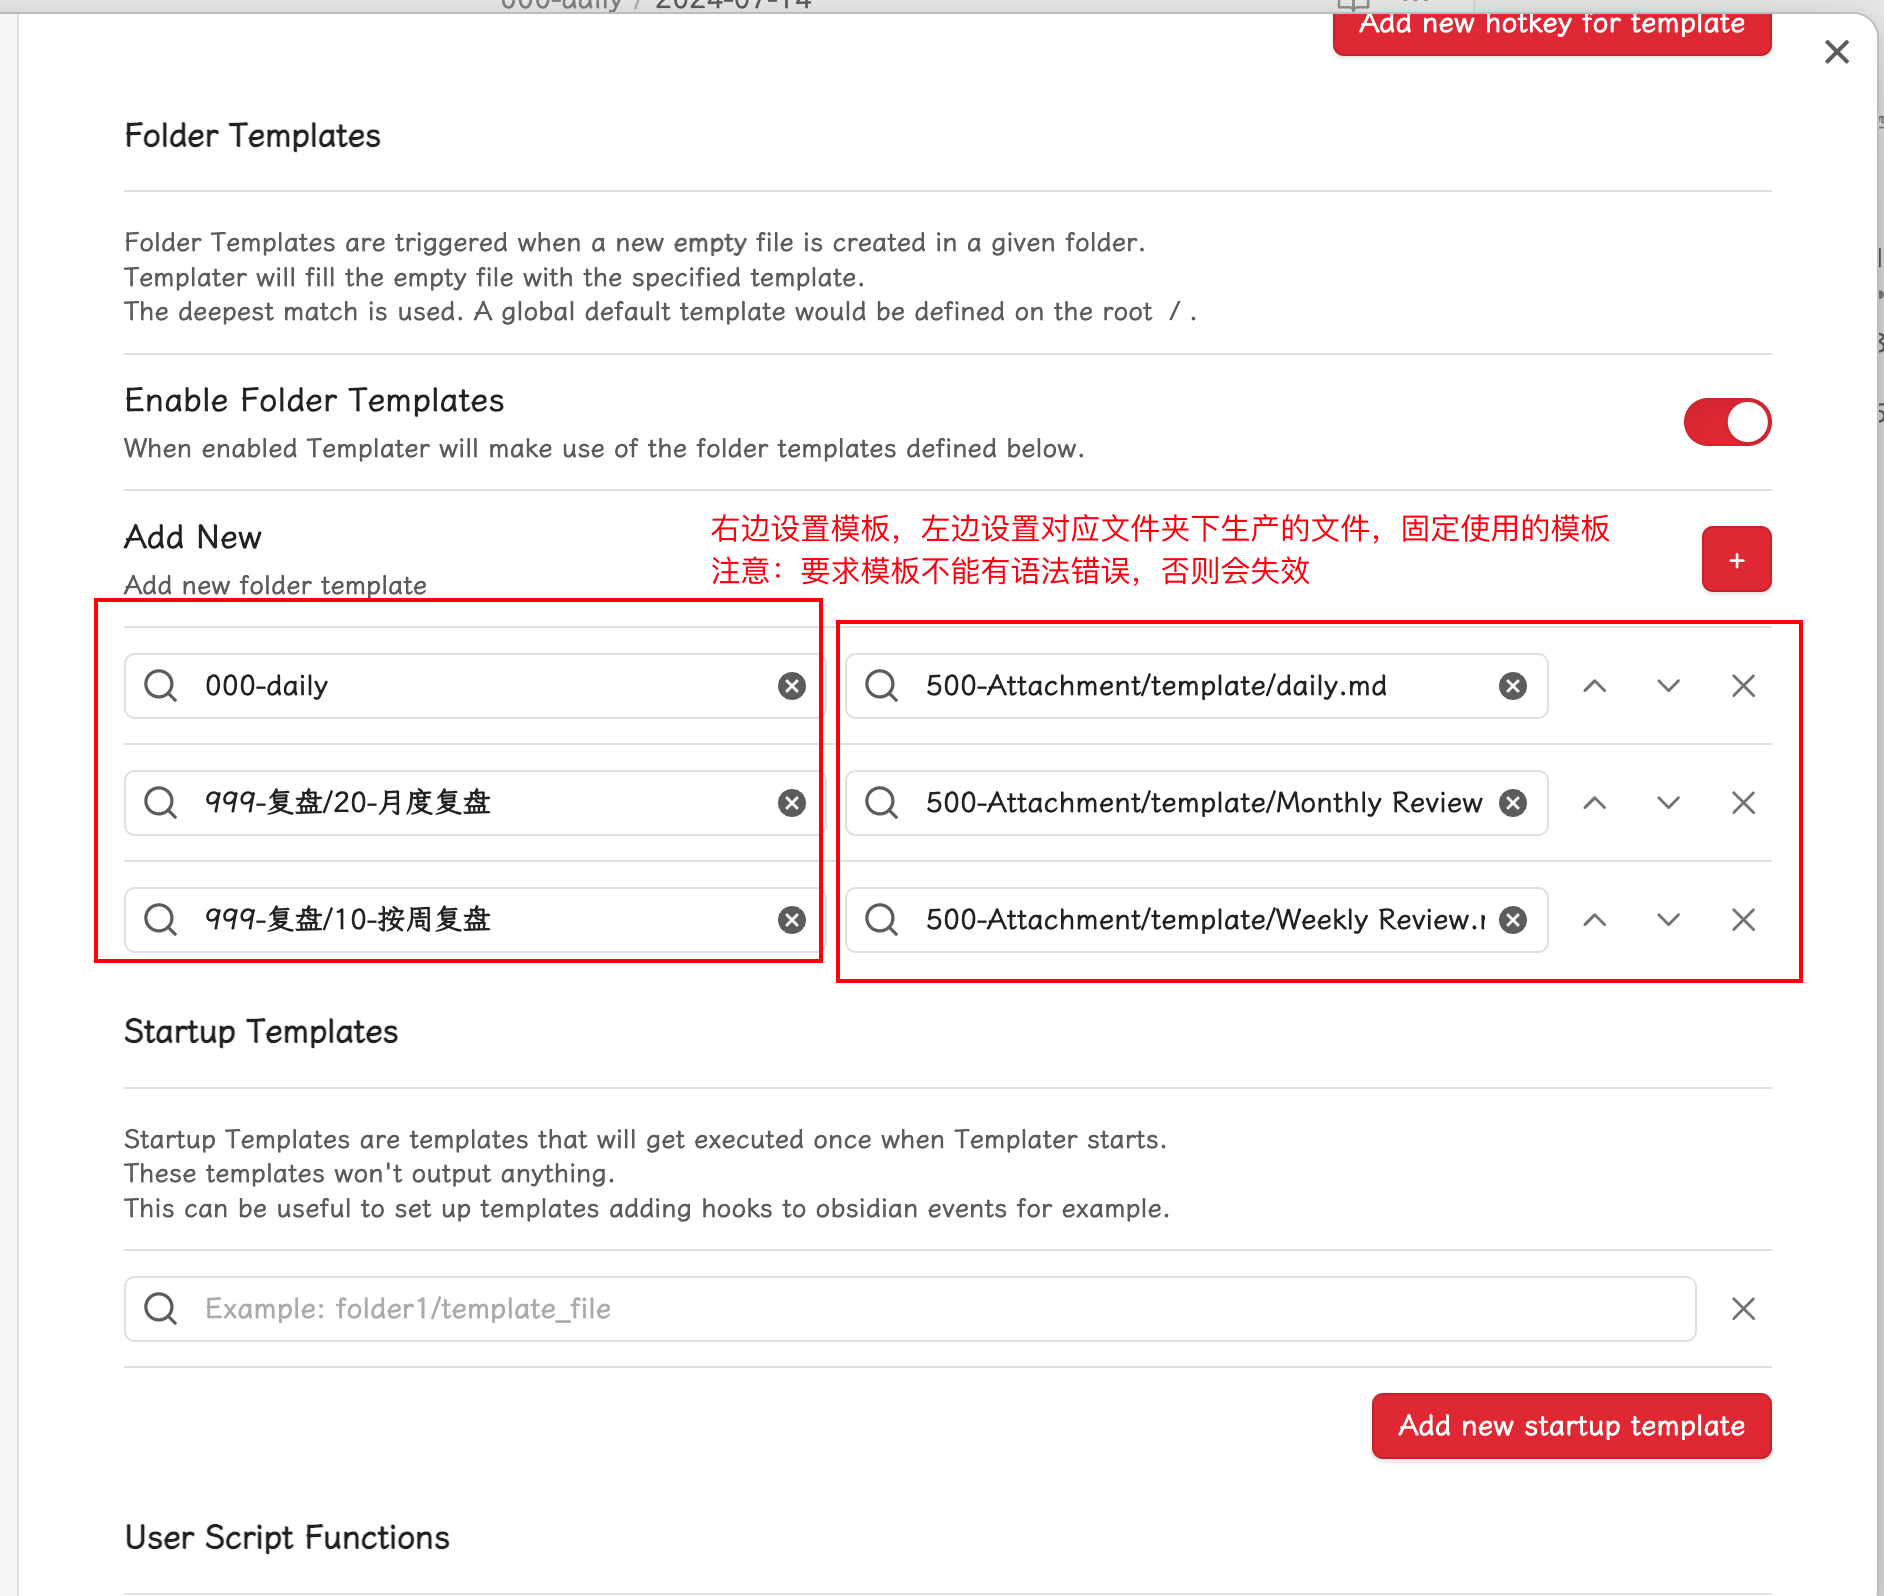 000-daily / 2024-07-14
Add new hotkey for template
Folder Templates
Folder Templates are triggered when a new empty file is created in a given folder.
Templater will fill the empty file with the specified template.
The deepest match is used. A global default template would be defined on the root / .
Enable Folder Templates
When enabled Templater will make use of the folder templates defined below.
Add New
Add new folder template
右边设置模板，左边设置对应文件夹下生产的文件，固定使用的模板
注意：要求模板不能有语法错误，否则会失效
+
000-daily
500-Attachment/template/daily.md
999-复盘/20-月度复盘
500-Attachment/template/Monthly Review
999-复盘/10-按周复盘
500-Attachment/template/Weekly Review.
Startup Templates
Startup Templates are templates that will get executed once when Templater starts.
These templates won't output anything.
This can be useful to set up templates adding hooks to obsidian events for example.
Example: folder1/template_file
Add new startup template
User Script Functions